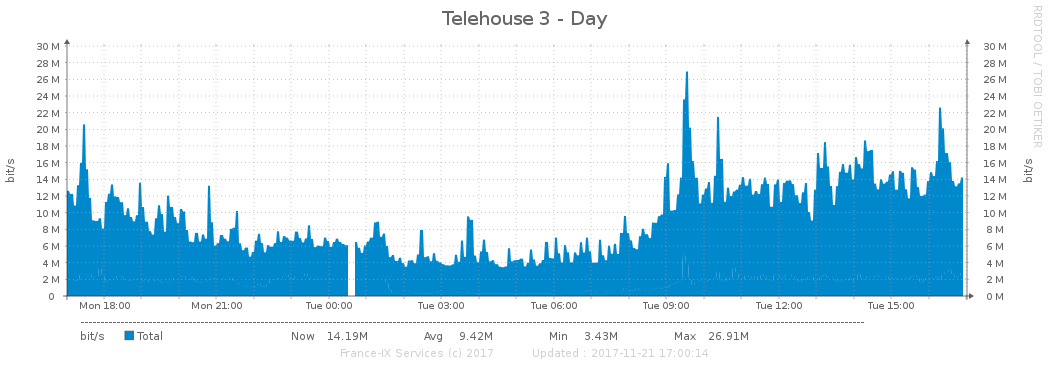 Telehouse 3 - Day
RRDTOOL / TOBI OETIKER
bit/s
bit/s
30 M 30 M
28 M 28 M
26 M 26 M
24 M 24 M
22 M 22 M
20 M 20 M
18 M 18 M
16 M 16 M
14 M 14 M
12 M 12 M
10 M 10 M
8 M 8 M
6 M 6 M
4 M 4 M
2 M 2 M
0 0 M
Mon 18:00 Mon 21:00 Tue 00:00 Tue 03:00 Tue 06:00 Tue 09:00 Tue 12:00 Tue 15:00
bit/s Total Now 14.19M Avg 9.42M Min 3.43M Max 26.91M
France-IX Services (c) 2017 Updated : 2017-11-21 17:00:14